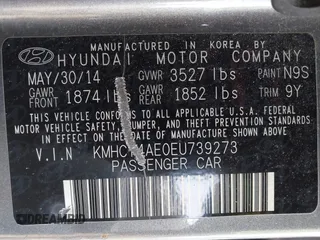 MANUFACTURED IN KOREA BY
HYUNDAI MOTOR COMPANY
MAY/30/14 GVWR 3527 lbs PAINT N9S
GAWR FRONT 1874 lbs GAWR REAR 1852 lbs TRIM 9Y
THIS VEHICLE CONFORMS TO ALL APPLICABLE
FEDERAL MOTOR VEHICLE SAFETY,
BUMPER, AND THEFT PREVENTION STANDARDS
IN EFFECT ON THE DATE OF
MANUFACTURE SHOWN ABOVE.
V.I.N
PASSENGER CAR
DREAMBID